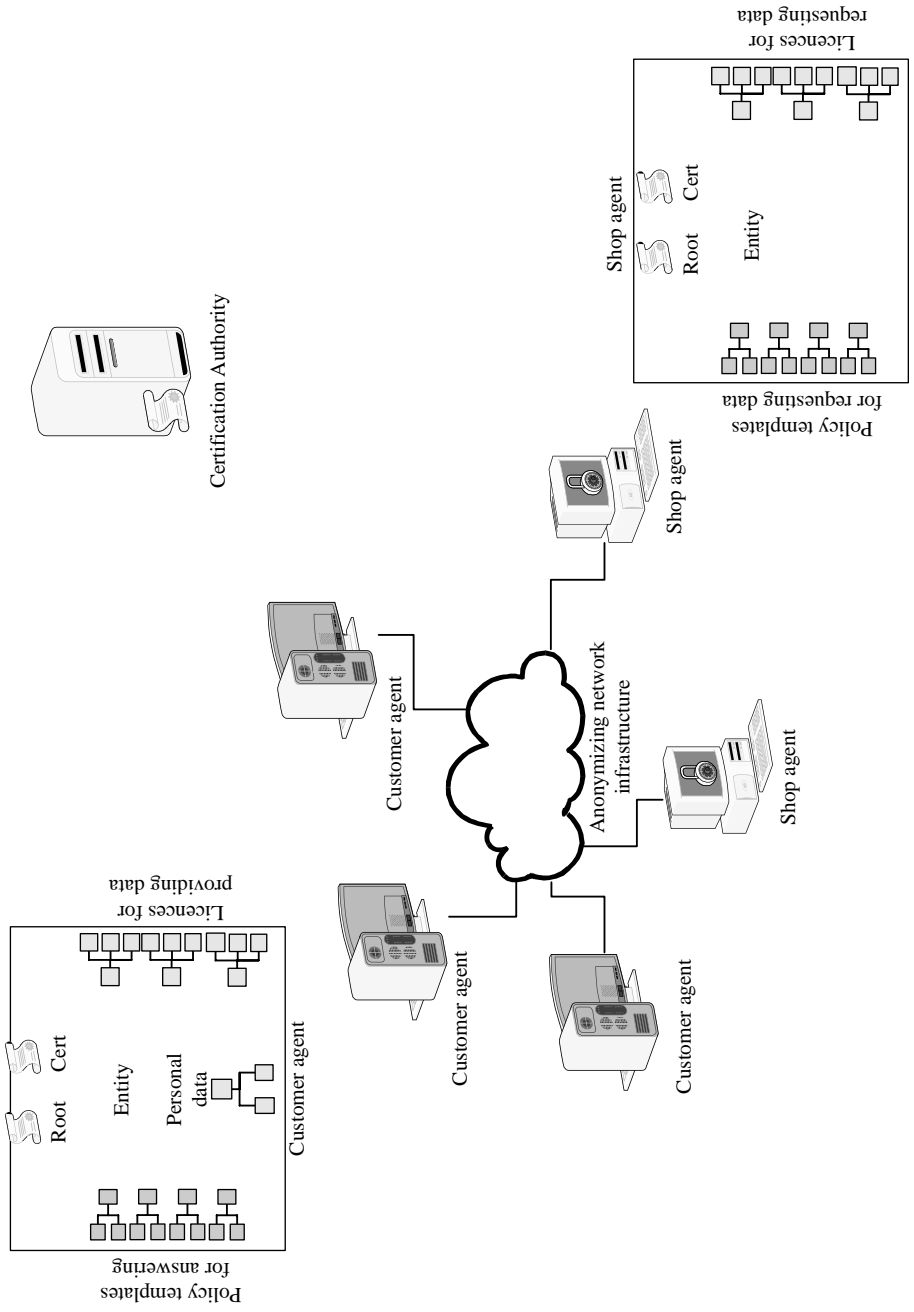 Policy templates
for answering
Root
Cert
Entity
Personal
data
Licences for
providing data
Customer agent
Customer agent
Customer agent
Customer agent
Anonymizing network
infrastructure
Shop agent
Shop agent
Certification Authority
Shop agent
Policy templates
for requesting data
Root
Cert
Entity
Licences for
requesting data